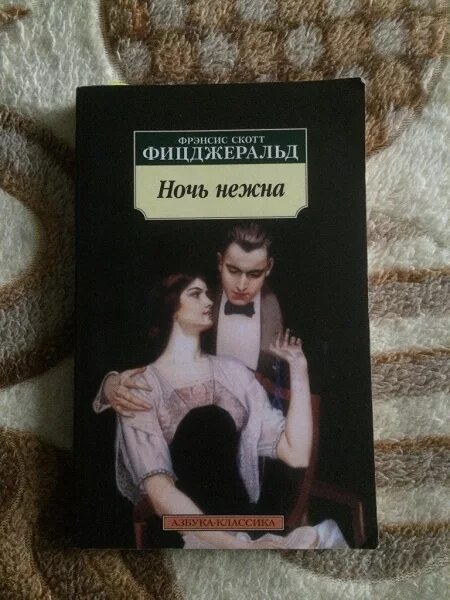 ФРЭНСИС СКОТТ
ФИЦДЖЕРАЛЬД
Ночь нежна
АЗБУКА-КЛАССИКА